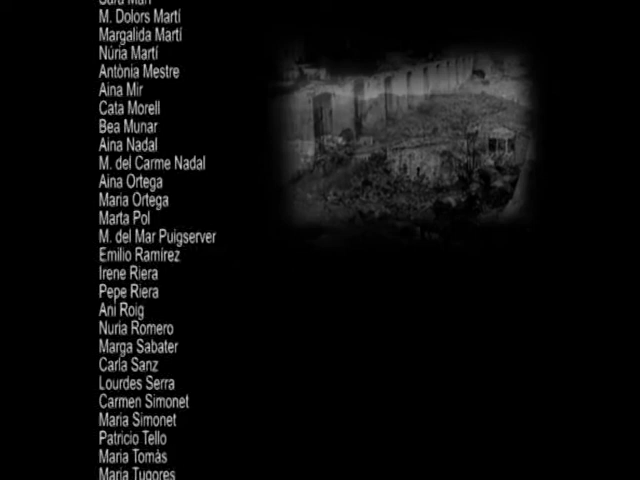 Sara Marí
M. Dolors Martí
Margalida Martí
Núria Martí
Antònia Mestre
Aina Mir
Cata Morell
Bea Munar
Aina Nadal
M. del Carme Nadal
Aina Ortega
Maria Ortega
Marta Pol
M. del Mar Puigserver
Emilio Ramírez
Irene Riera
Pepe Riera
Ani Roig
Nuria Romero
Marga Sabater
Carla Sanz
Lourdes Serra
Carmen Simonet
Maria Simonet
Patricio Tello
Maria Tomàs
Maria Tugores